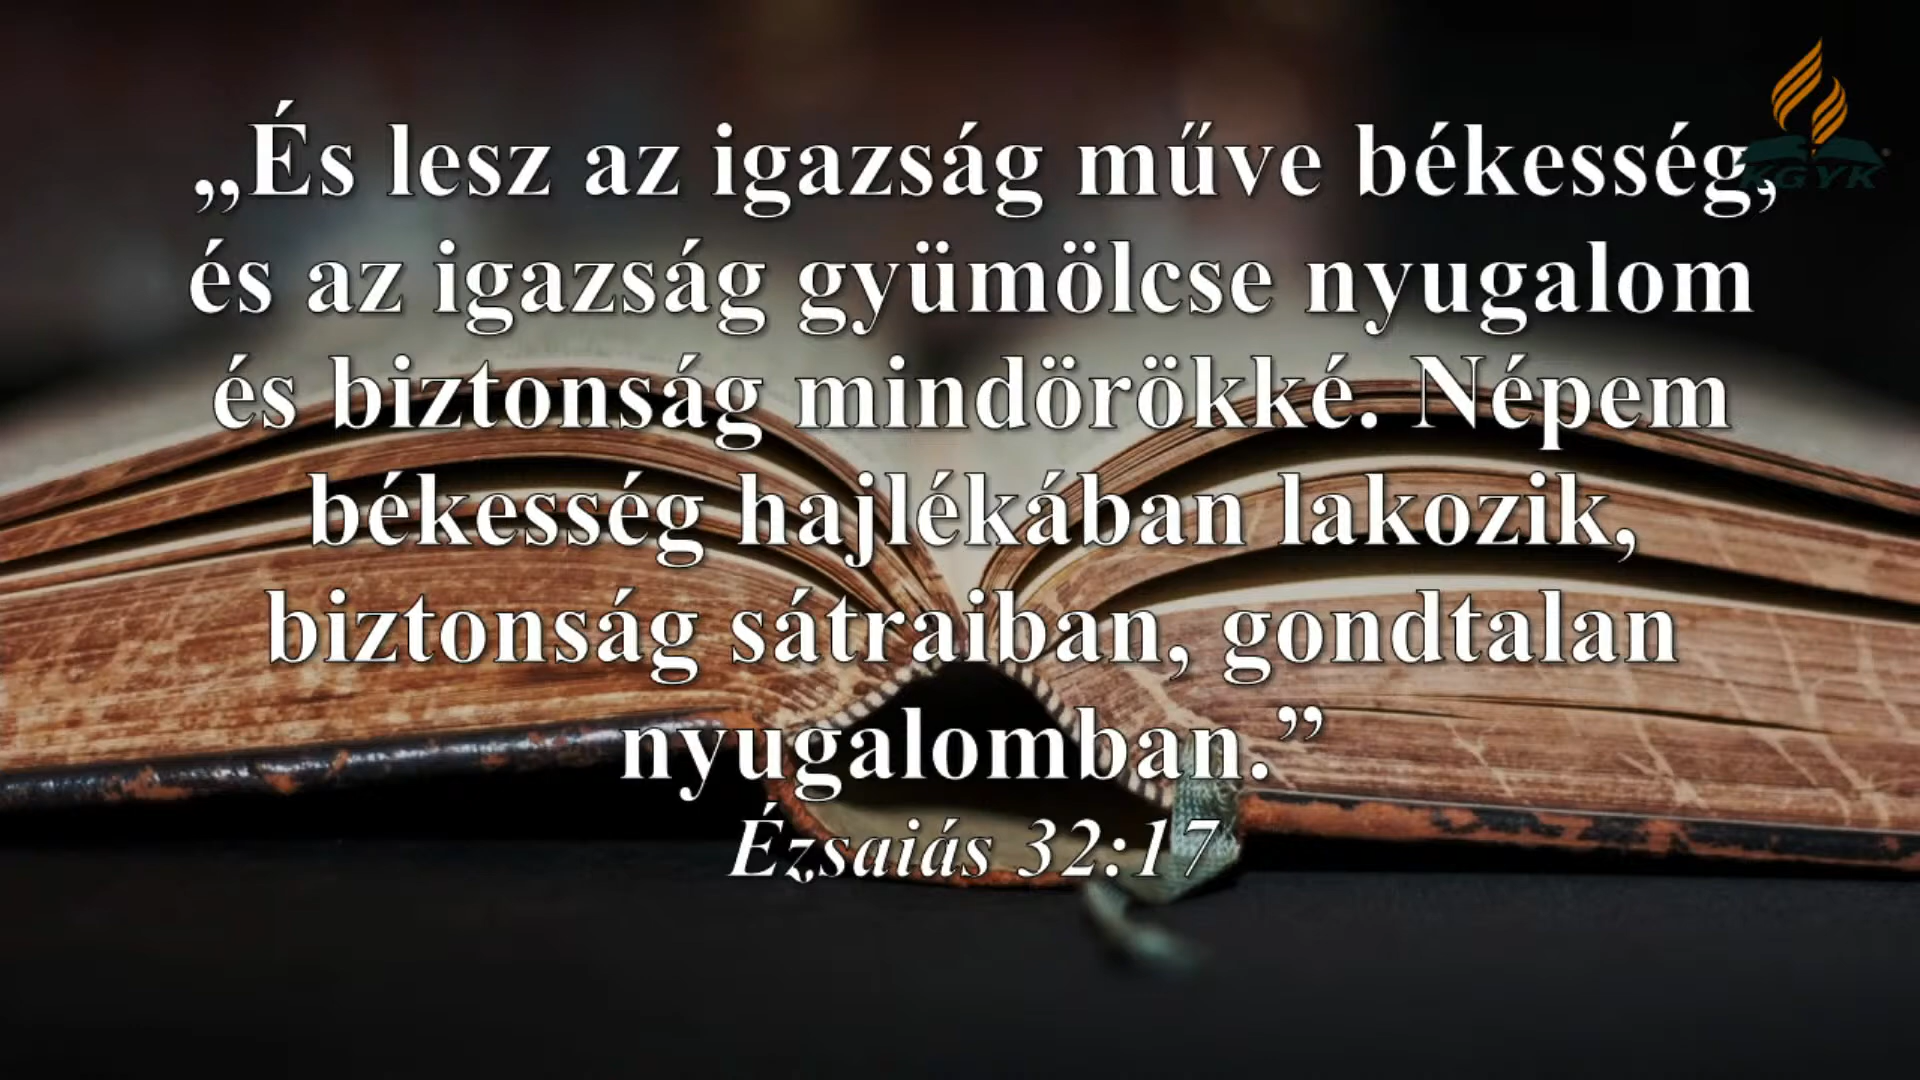 „És lesz az igazság műve békesség,
és az igazság gyümölcse nyugalom
és biztonság mindörökké. Népem
békesség hajlékában lakozik,
biztonság sátraiban, gondtalan
nyugalomban.”
Ézsaiás 32:17
KGYK